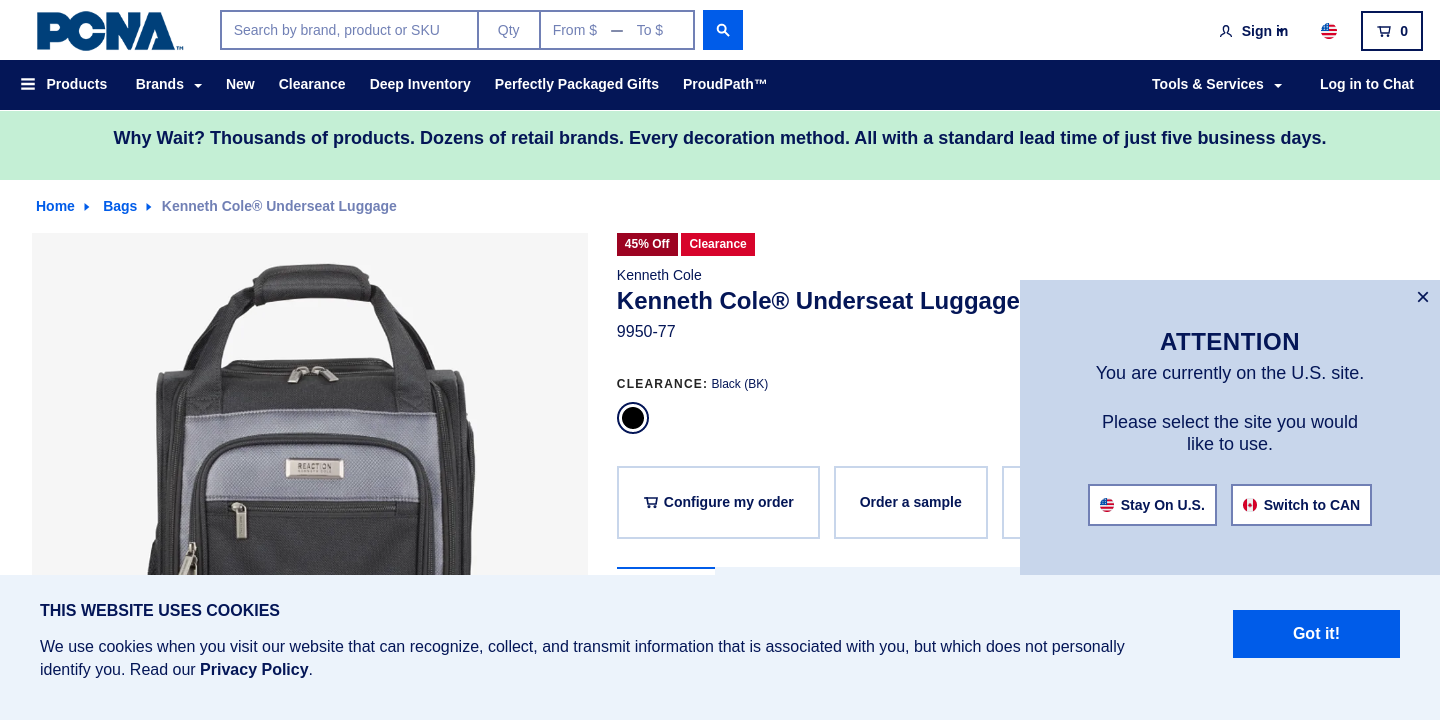 PCNA™
Search by brand, product or SKU
Qty
From $ — To $
Sign in
0
Products
Brands
New
Clearance
Deep Inventory
Perfectly Packaged Gifts
ProudPath™
Tools & Services
Log in to Chat
Why Wait? Thousands of products. Dozens of retail brands. Every decoration method. All with a standard lead time of just five business days.
Home
Bags
Kenneth Cole® Underseat Luggage
45% Off
Clearance
Kenneth Cole
Kenneth Cole® Underseat Luggage
9950-77
CLEARANCE: Black (BK)
Configure my order
Order a sample
REACTION
KENNETH COLE
×
ATTENTION
You are currently on the U.S. site.
Please select the site you would
like to use.
Stay On U.S.
Switch to CAN
THIS WEBSITE USES COOKIES
We use cookies when you visit our website that can recognize, collect, and transmit information that is associated with you, but which does not personally
identify you. Read our Privacy Policy.
Got it!